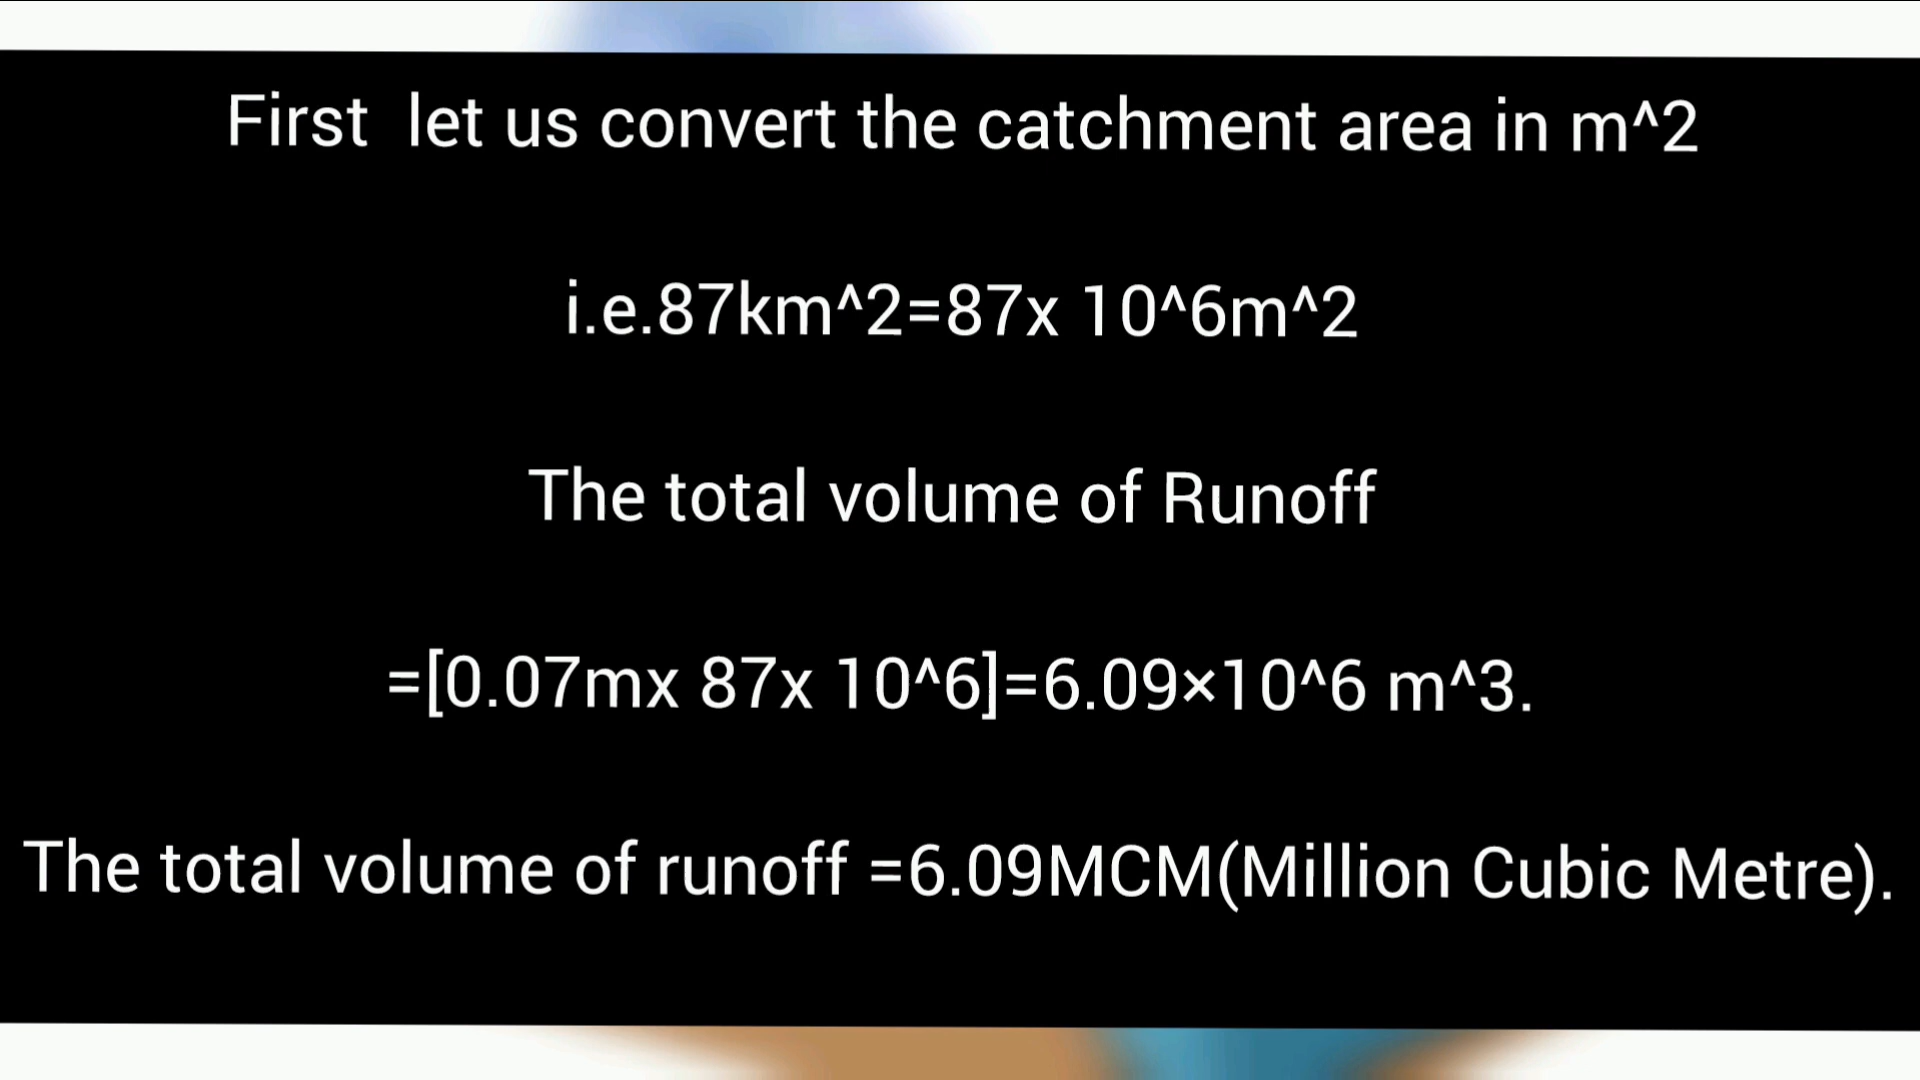 First  let us convert the catchment area in m^2
i.e.87km^2=87x 10^6m^2
The total volume of Runoff
=[0.07mx 87x 10^6]=6.09×10^6 m^3.
The total volume of runoff =6.09MCM(Million Cubic Metre).